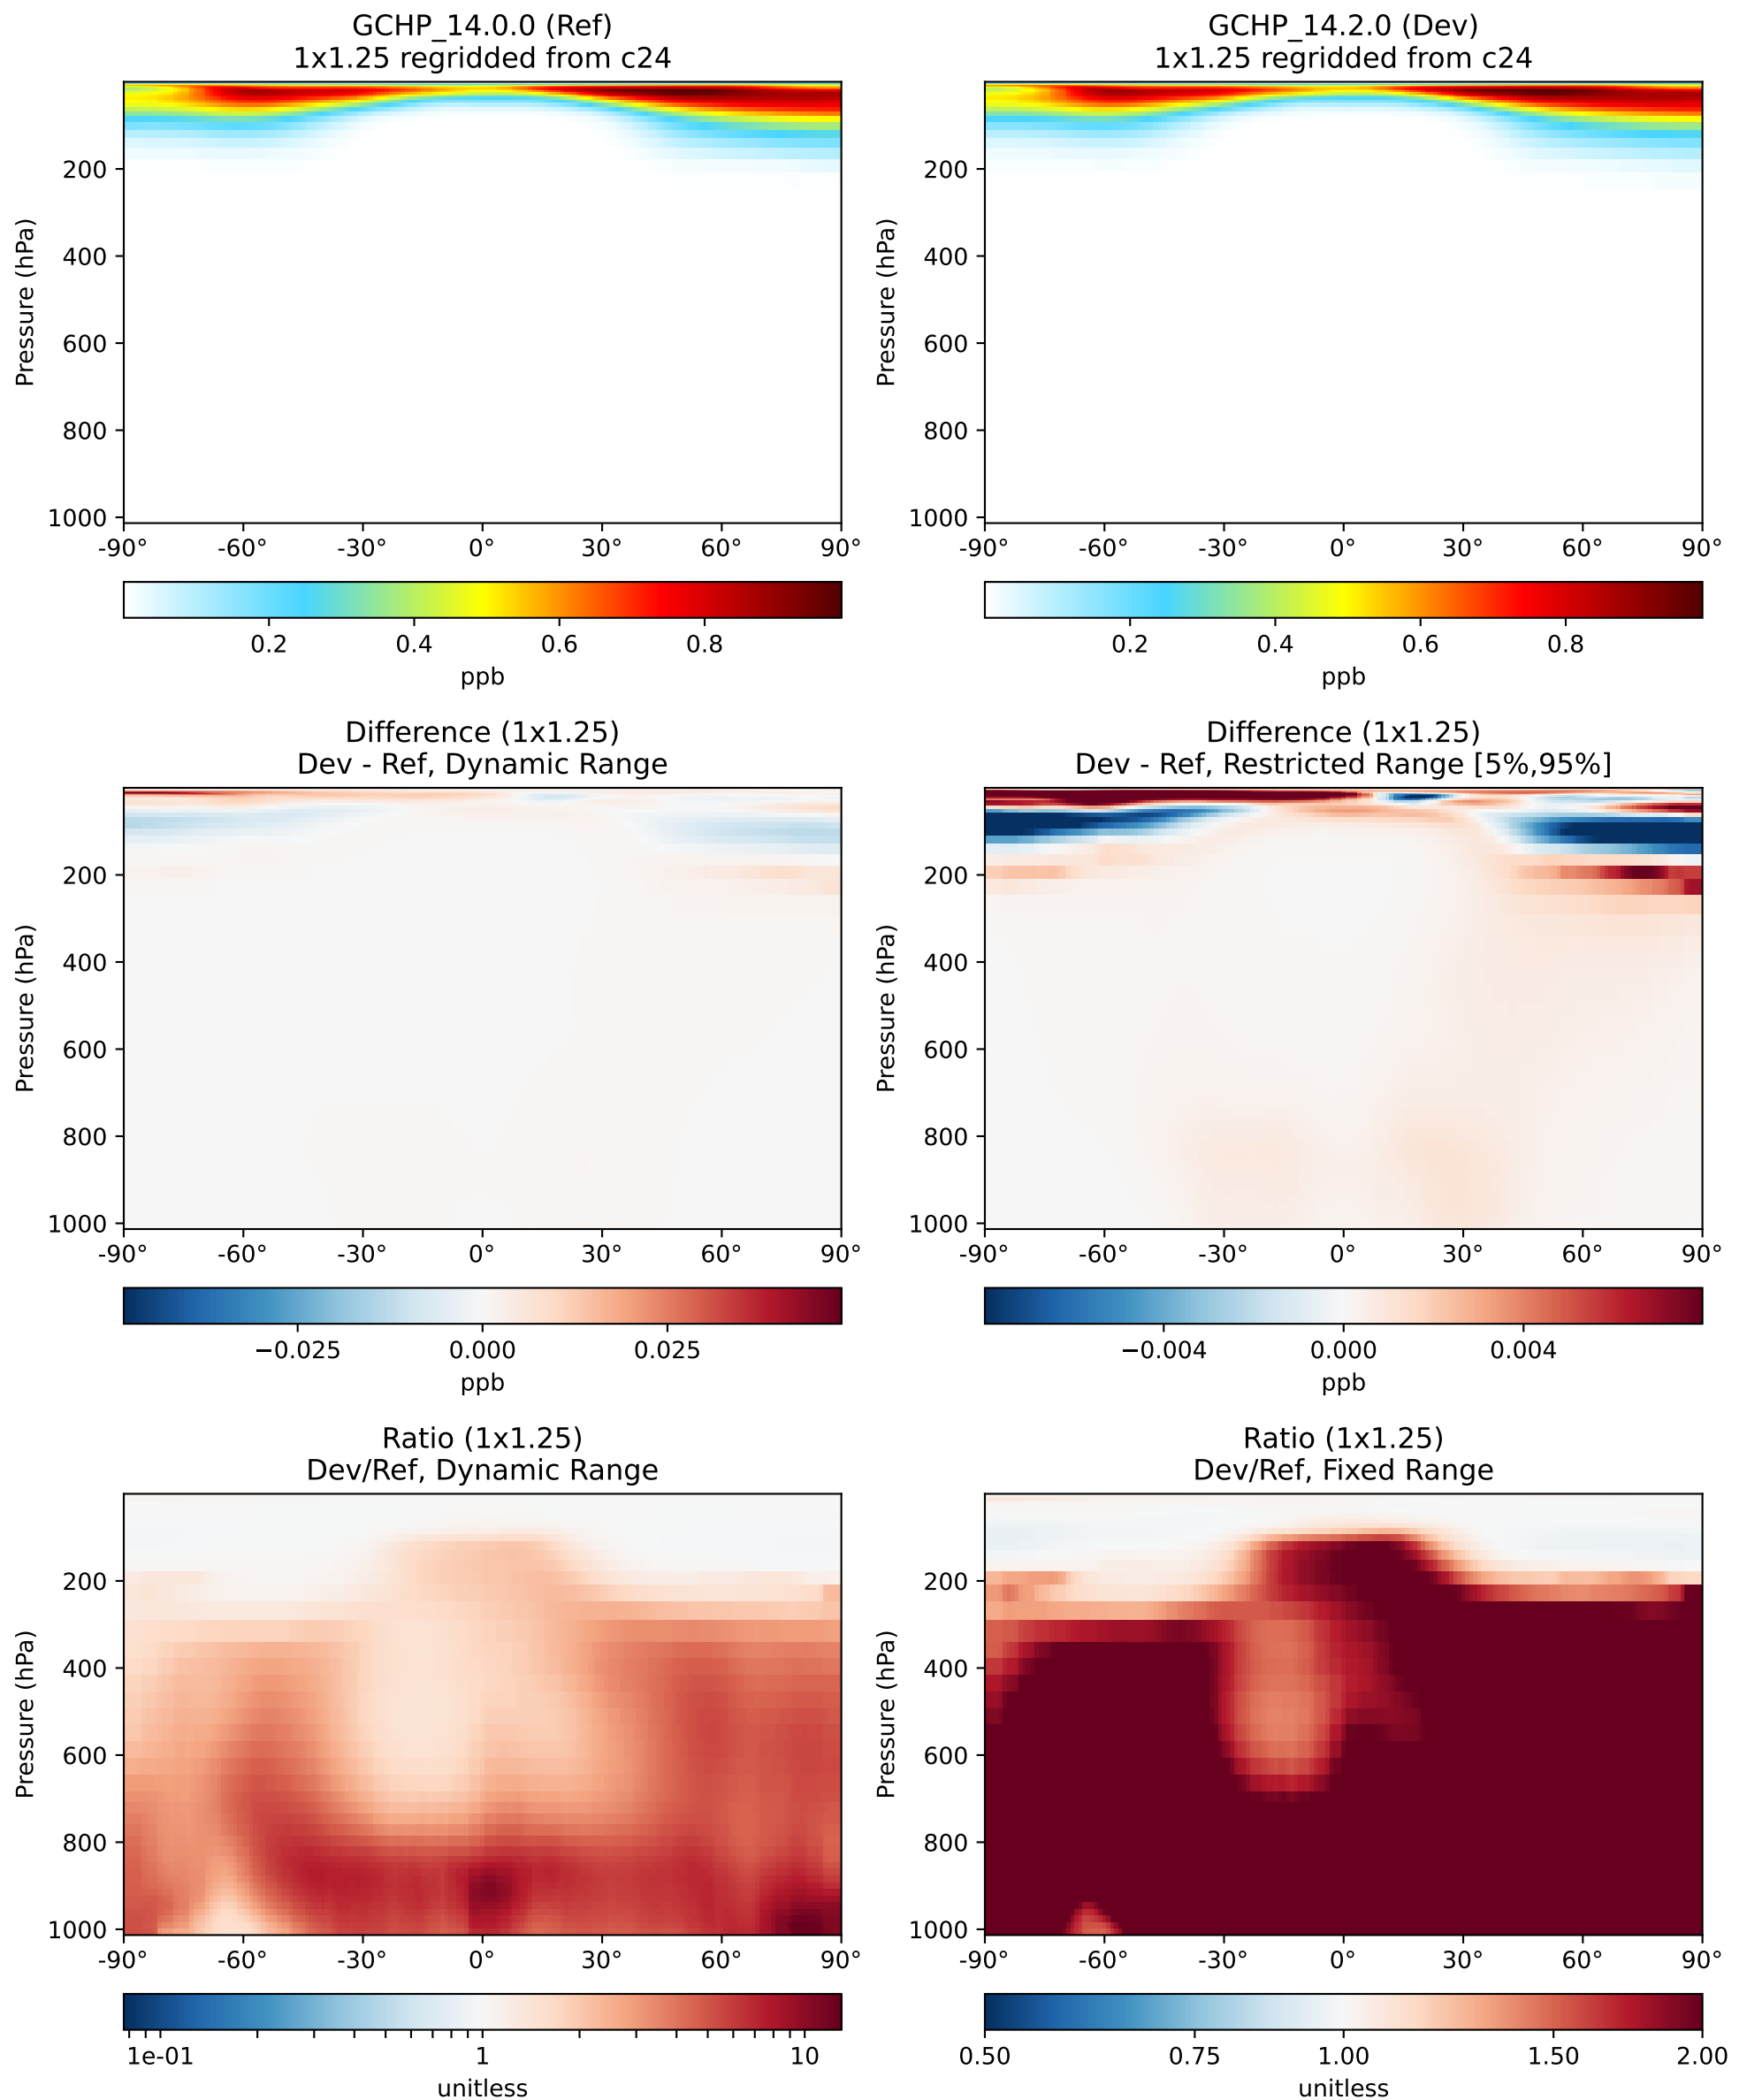 GCHP_14.0.0 (Ref)
1x1.25 regridded from c24
Pressure (hPa)
200
400
600
800
1000
-90° -60° -30° 0° 30° 60° 90°
0.2 0.4 0.6 0.8
ppb
GCHP_14.2.0 (Dev)
1x1.25 regridded from c24
Pressure (hPa)
200
400
600
800
1000
-90° -60° -30° 0° 30° 60° 90°
0.2 0.4 0.6 0.8
ppb
Difference (1x1.25)
Dev - Ref, Dynamic Range
Pressure (hPa)
200
400
600
800
1000
-90° -60° -30° 0° 30° 60° 90°
−0.025 0.000 0.025
ppb
Difference (1x1.25)
Dev - Ref, Restricted Range [5%,95%]
Pressure (hPa)
200
400
600
800
1000
-90° -60° -30° 0° 30° 60° 90°
−0.004 0.000 0.004
ppb
Ratio (1x1.25)
Dev/Ref, Dynamic Range
Pressure (hPa)
200
400
600
800
1000
-90° -60° -30° 0° 30° 60° 90°
1e-01 1 10
unitless
Ratio (1x1.25)
Dev/Ref, Fixed Range
Pressure (hPa)
200
400
600
800
1000
-90° -60° -30° 0° 30° 60° 90°
0.50 0.75 1.00 1.50 2.00
unitless